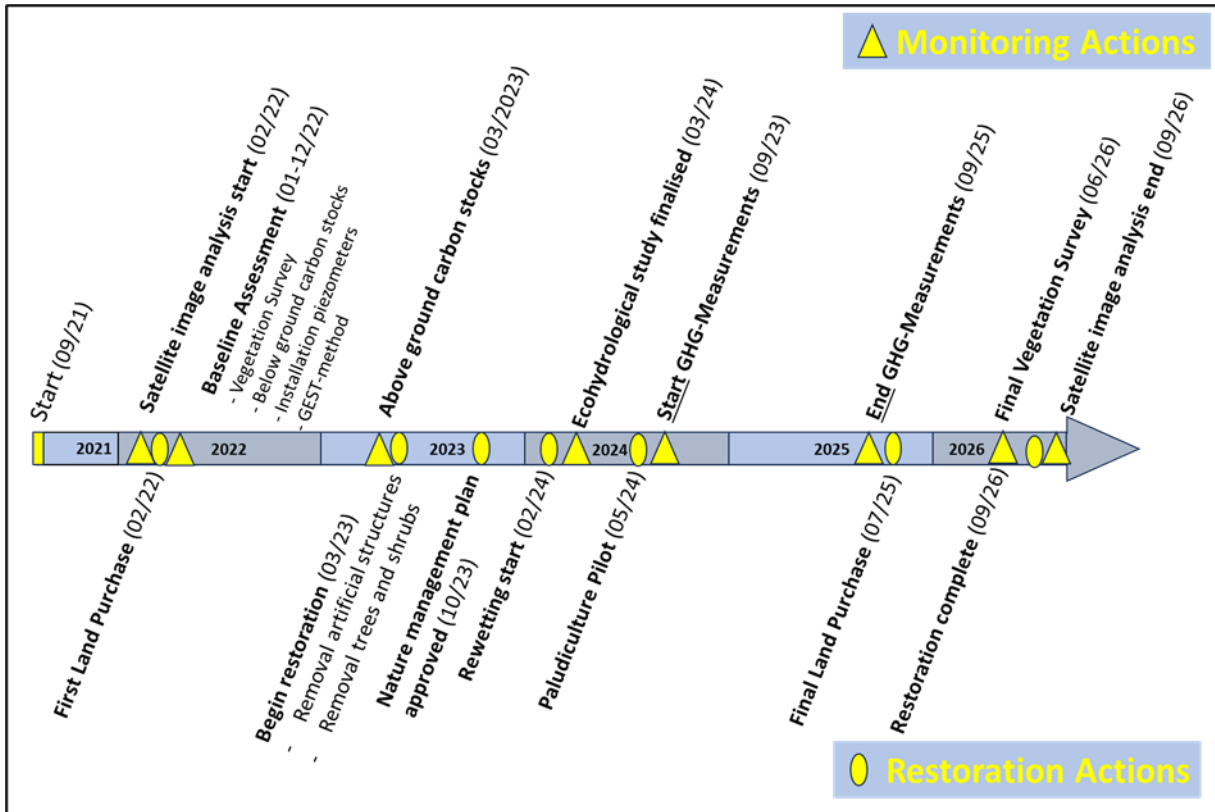 Monitoring Actions
Start (09/21)
Satellite image analysis start (02/22)
Baseline Assessment (01-12/22)
- Vegetation Survey
- Below ground carbon stocks
- Installation piezometers
- GEST-method
Above ground carbon stocks (03/2023)
Ecohydrological study finalised (03/24)
Start GHG-Measurements (09/23)
End GHG-Measurements (09/25)
Final Vegetation Survey (06/26)
Satellite image analysis end (09/26)
2021
2022
2023
2024
2025
2026
First Land Purchase (02/22)
Begin restoration (03/23)
- Removal artificial structures
- Removal trees and shrubs
Nature management plan
approved (10/23)
Rewetting start (02/24)
Paludiculture Pilot (05/24)
Final Land Purchase (07/25)
Restoration complete (09/26)
Restoration Actions